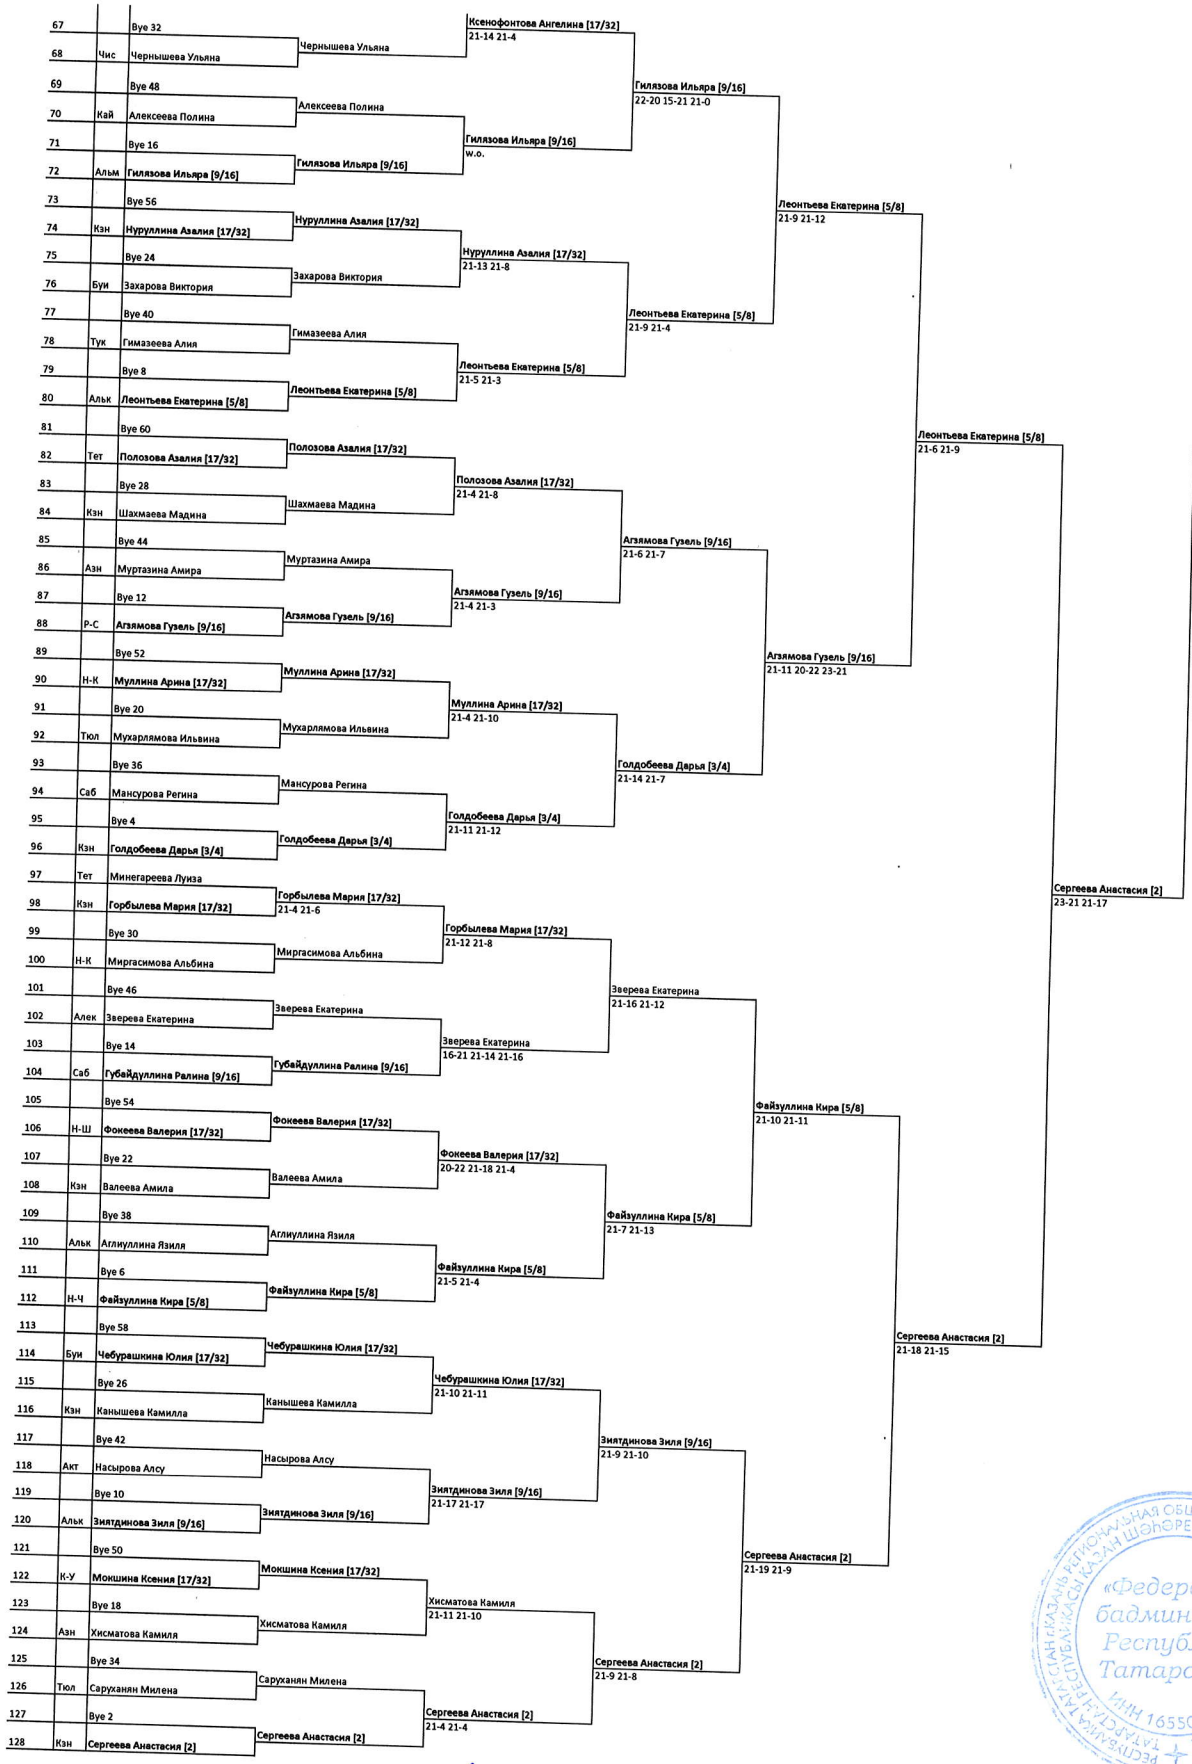 67 Bye 32
68 Чис Чернышева Ульяна
69 Bye 48
70 Кай Алексеева Полина
71 Bye 16
72 Альм Гилязова Ильяра [9/16]
73 Bye 56
74 Кзн Нуруллина Азалия [17/32]
75 Bye 24
76 Буи Захарова Виктория
77 Bye 40
78 Тук Гимазеева Алия
79 Bye 8
80 Альк Леонтьева Екатерина [5/8]
81 Bye 60
82 Тет Полозова Азалия [17/32]
83 Bye 28
84 Кзн Шахмаева Мадина
85 Bye 44
86 Азн Муртазина Амира
87 Bye 12
88 Р-С Агзямова Гузель [9/16]
89 Bye 52
90 Н-К Муллина Арина [17/32]
91 Bye 20
92 Тюл Мухарлямова Ильвина
93 Bye 36
94 Саб Мансурова Регина
95 Bye 4
96 Кзн Голдобеева Дарья [3/4]
97 Тет Минегареева Луиза
98 Кзн Горбылева Мария [17/32]
99 Bye 30
100 Н-К Миргасимова Альбина
101 Bye 46
102 Алек Зверева Екатерина
103 Bye 14
104 Саб Губайдуллина Ралина [9/16]
105 Bye 54
106 Н-Ш Фокеева Валерия [17/32]
107 Bye 22
108 Кзн Валеева Амила
109 Bye 38
110 Альк Аглиуллина Язиля
111 Bye 6
112 Н-Ч Файзуллина Кира [5/8]
113 Bye 58
114 Буи Чебурашкина Юлия [17/32]
115 Bye 26
116 Кзн Канышева Камилла
117 Bye 42
118 Акт Насырова Алсу
119 Bye 10
120 Альк Зиятдинова Зиля [9/16]
121 Bye 50
122 К-У Мокшина Ксения [17/32]
123 Bye 18
124 Азн Хисматова Камиля
125 Bye 34
126 Тюл Саруханян Милена
127 Bye 2
128 Кзн Сергеева Анастасия [2]
Чернышева Ульяна
Алексеева Полина
Гилязова Ильяра [9/16]
Нуруллина Азалия [17/32]
Захарова Виктория
Гимазеева Алия
Леонтьева Екатерина [5/8]
Полозова Азалия [17/32]
Шахмаева Мадина
Муртазина Амира
Агзямова Гузель [9/16]
Муллина Арина [17/32]
Мухарлямова Ильвина
Мансурова Регина
Голдобеева Дарья [3/4]
Горбылева Мария [17/32]
21-4 21-6
Миргасимова Альбина
Зверева Екатерина
Губайдуллина Ралина [9/16]
Фокеева Валерия [17/32]
Валеева Амила
Аглиуллина Язиля
Файзуллина Кира [5/8]
Чебурашкина Юлия [17/32]
Канышева Камилла
Насырова Алсу
Зиятдинова Зиля [9/16]
Мокшина Ксения [17/32]
Хисматова Камиля
Саруханян Милена
Сергеева Анастасия [2]
Ксенофонтова Ангелина [17/32]
21-14 21-4
Гилязова Ильяра [9/16]
w.o.
Нуруллина Азалия [17/32]
21-13 21-8
Леонтьева Екатерина [5/8]
21-5 21-3
Полозова Азалия [17/32]
21-4 21-8
Агзямова Гузель [9/16]
21-4 21-3
Муллина Арина [17/32]
21-4 21-10
Голдобеева Дарья [3/4]
21-11 21-12
Горбылева Мария [17/32]
21-12 21-8
Зверева Екатерина
16-21 21-14 21-16
Фокеева Валерия [17/32]
20-22 21-18 21-4
Файзуллина Кира [5/8]
21-5 21-4
Чебурашкина Юлия [17/32]
21-10 21-11
Зиятдинова Зиля [9/16]
21-17 21-17
Хисматова Камиля
21-11 21-10
Сергеева Анастасия [2]
21-4 21-4
Гилязова Ильяра [9/16]
22-20 15-21 21-0
Леонтьева Екатерина [5/8]
21-9 21-4
Агзямова Гузель [9/16]
21-6 21-7
Голдобеева Дарья [3/4]
21-14 21-7
Зверева Екатерина
21-16 21-12
Файзуллина Кира [5/8]
21-7 21-13
Зиятдинова Зиля [9/16]
21-9 21-10
Сергеева Анастасия [2]
21-9 21-8
Леонтьева Екатерина [5/8]
21-9 21-12
Агзямова Гузель [9/16]
21-11 20-22 23-21
Файзуллина Кира [5/8]
21-10 21-11
Сергеева Анастасия [2]
21-19 21-9
Леонтьева Екатерина [5/8]
21-6 21-9
Сергеева Анастасия [2]
21-18 21-15
Сергеева Анастасия [2]
23-21 21-17
«Федер
бадмин
Респуб
Татар
ИНН 1655